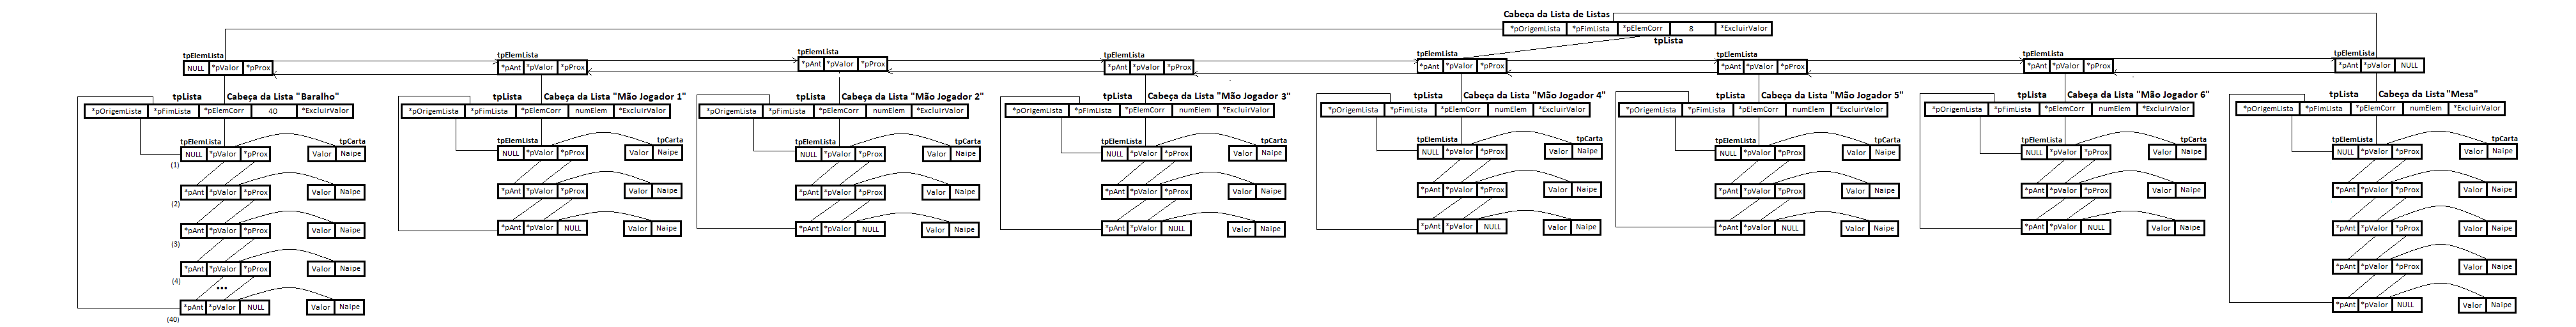 Cabeça da Lista de Listas
*pOrigemLista *pFimLista *pElemCorr 8 *ExcluirValor
tpLista
tpElemLista tpElemLista tpElemLista tpElemLista tpElemLista tpElemLista tpElemLista tpElemLista
NULL *pValor *pProx *pAnt *pValor *pProx *pAnt *pValor *pProx *pAnt *pValor *pProx *pAnt *pValor *pProx *pAnt *pValor *pProx *pAnt *pValor *pProx *pAnt *pValor NULL
tpLista Cabeça da Lista "Baralho"
*pOrigemLista *pFimLista *pElemCorr 40 *ExcluirValor
tpElemLista tpCarta
NULL *pValor *pProx Valor Naipe
(1)
*pAnt *pValor *pProx Valor Naipe
(2)
*pAnt *pValor *pProx Valor Naipe
(3)
*pAnt *pValor *pProx Valor Naipe
(4)
...
*pAnt *pValor NULL Valor Naipe
(40)
tpLista Cabeça da Lista "Mão Jogador 1"
*pOrigemLista *pFimLista *pElemCorr numElem *ExcluirValor
tpElemLista tpCarta
NULL *pValor *pProx Valor Naipe
*pAnt *pValor *pProx Valor Naipe
*pAnt *pValor NULL Valor Naipe
tpLista Cabeça da Lista "Mão Jogador 2"
*pOrigemLista *pFimLista *pElemCorr numElem *ExcluirValor
tpElemLista tpCarta
NULL *pValor *pProx Valor Naipe
*pAnt *pValor *pProx Valor Naipe
*pAnt *pValor NULL Valor Naipe
tpLista Cabeça da Lista "Mão Jogador 3"
*pOrigemLista *pFimLista *pElemCorr numElem *ExcluirValor
tpElemLista tpCarta
NULL *pValor *pProx Valor Naipe
*pAnt *pValor *pProx Valor Naipe
*pAnt *pValor NULL Valor Naipe
tpLista Cabeça da Lista "Mão Jogador 4"
*pOrigemLista *pFimLista *pElemCorr numElem *ExcluirValor
tpElemLista tpCarta
NULL *pValor *pProx Valor Naipe
*pAnt *pValor *pProx Valor Naipe
*pAnt *pValor NULL Valor Naipe
tpLista Cabeça da Lista "Mão Jogador 5"
*pOrigemLista *pFimLista *pElemCorr numElem *ExcluirValor
tpElemLista tpCarta
NULL *pValor *pProx Valor Naipe
*pAnt *pValor *pProx Valor Naipe
*pAnt *pValor NULL Valor Naipe
tpLista Cabeça da Lista "Mão Jogador 6"
*pOrigemLista *pFimLista *pElemCorr numElem *ExcluirValor
tpElemLista tpCarta
NULL *pValor *pProx Valor Naipe
*pAnt *pValor *pProx Valor Naipe
*pAnt *pValor NULL Valor Naipe
tpLista Cabeça da Lista "Mesa"
*pOrigemLista *pFimLista *pElemCorr numElem *ExcluirValor
tpElemLista tpCarta
NULL *pValor *pProx Valor Naipe
*pAnt *pValor *pProx Valor Naipe
*pAnt *pValor *pProx Valor Naipe
*pAnt *pValor *pProx Valor Naipe
*pAnt *pValor NULL Valor Naipe